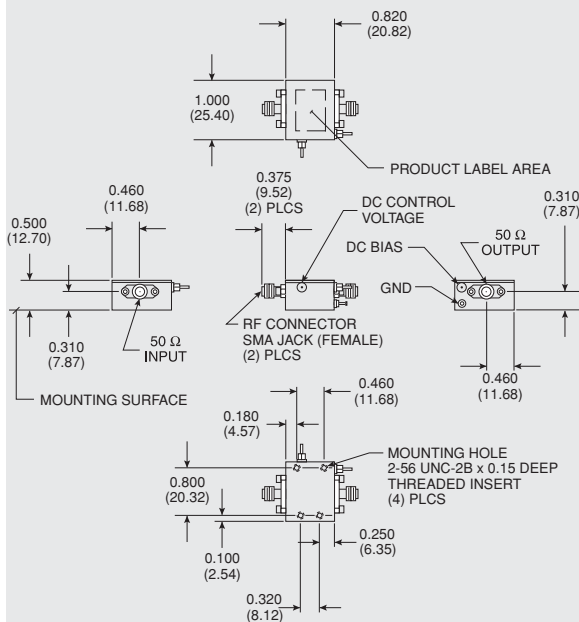 0.820
(20.82)
1.000
(25.40)
PRODUCT LABEL AREA
0.375
(9.52)
(2) PLCS
DC CONTROL
VOLTAGE
0.460
(11.68)
0.500
(12.70)
0.310
(7.87)
50 Ω
INPUT
MOUNTING SURFACE
RF CONNECTOR
SMA JACK (FEMALE)
(2) PLCS
50 Ω
OUTPUT
DC BIAS
GND
0.310
(7.87)
0.460
(11.68)
0.460
(11.68)
0.180
(4.57)
MOUNTING HOLE
2-56 UNC-2B x 0.15 DEEP
THREADED INSERT
(4) PLCS
0.800
(20.32)
0.100
(2.54)
0.250
(6.35)
0.320
(8.12)